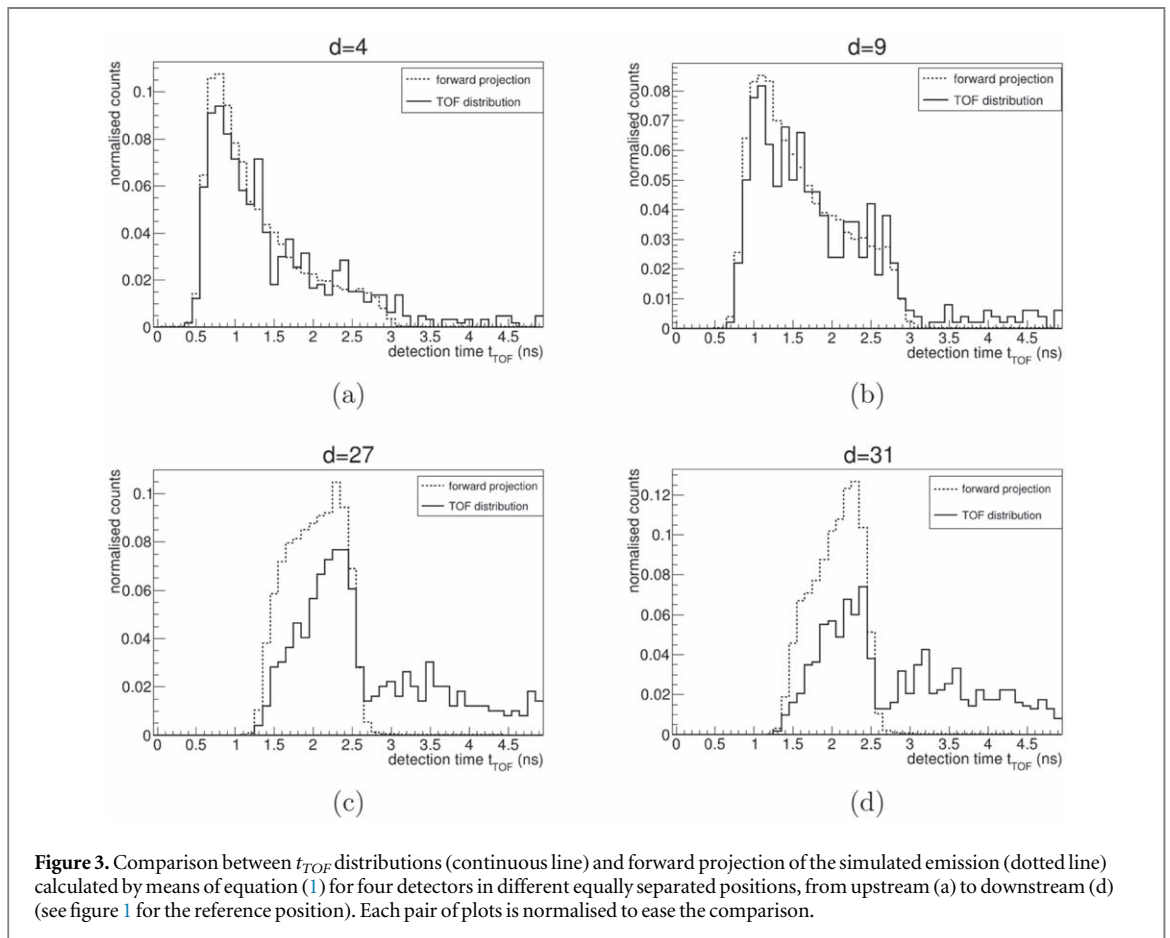 d=4
normalised counts
0.1
0.08
0.06
0.04
0.02
0
forward projection
TOF distribution
0 0.5 1 1.5 2 2.5 3 3.5 4 4.5
detection time t_TOF (ns)
(a)
d=9
normalised counts
0.08
0.07
0.06
0.05
0.04
0.03
0.02
0.01
0
forward projection
TOF distribution
0 0.5 1 1.5 2 2.5 3 3.5 4 4.5
detection time t_TOF (ns)
(b)
d=27
normalised counts
0.1
0.08
0.06
0.04
0.02
0
forward projection
TOF distribution
0 0.5 1 1.5 2 2.5 3 3.5 4 4.5
detection time t_TOF (ns)
(c)
d=31
normalised counts
0.12
0.1
0.08
0.06
0.04
0.02
0
forward projection
TOF distribution
0 0.5 1 1.5 2 2.5 3 3.5 4 4.5
detection time t_TOF (ns)
(d)
Figure 3. Comparison between t_TOF distributions (continuous line) and forward projection of the simulated emission (dotted line)
calculated by means of equation (1) for four detectors in different equally separated positions, from upstream (a) to downstream (d)
(see figure 1 for the reference position). Each pair of plots is normalised to ease the comparison.